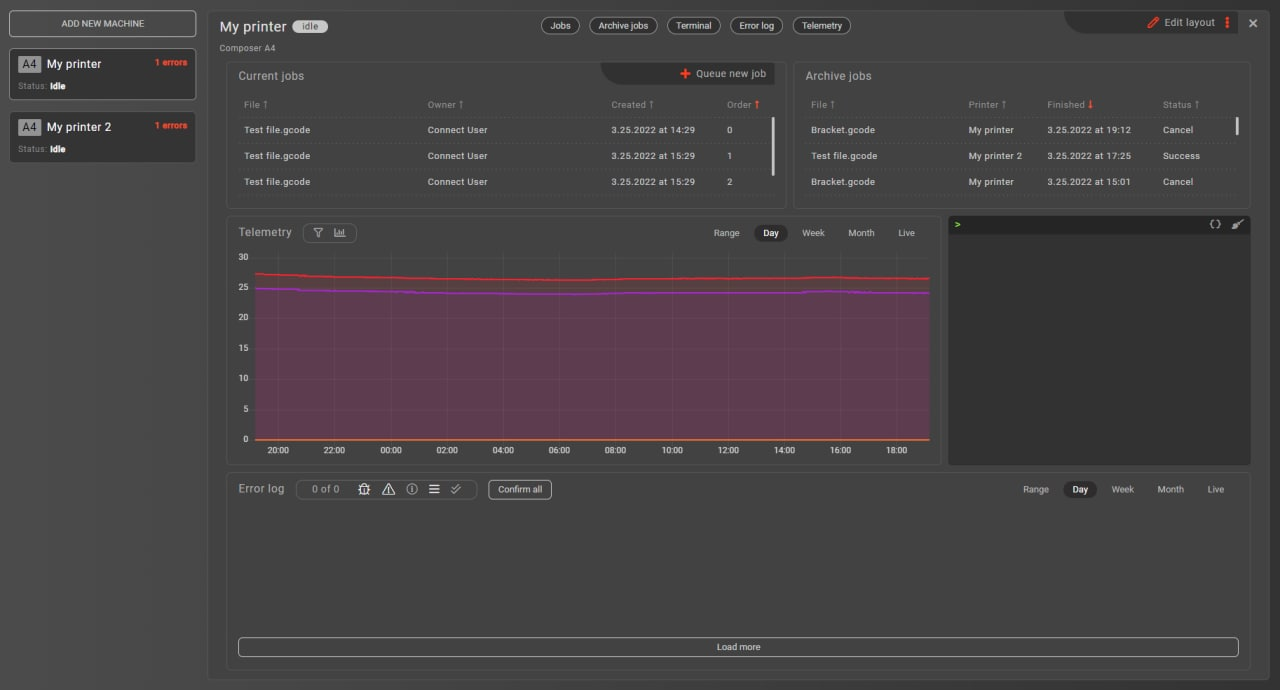 ADD NEW MACHINE
A4 My printer 1 errors
Status: Idle
A4 My printer 2 1 errors
Status: Idle
My printer idle Jobs Archive jobs Terminal Error log Telemetry Edit layout
Composer A4
Current jobs Queue new job
File Owner Created Order
Test file.gcode Connect User 3.25.2022 at 14:29 0
Test file.gcode Connect User 3.25.2022 at 15:29 1
Test file.gcode Connect User 3.25.2022 at 15:29 2
Archive jobs
File Printer Finished Status
Bracket.gcode My printer 3.25.2022 at 19:12 Cancel
Test file.gcode My printer 2 3.25.2022 at 17:25 Success
Bracket.gcode My printer 3.25.2022 at 15:01 Cancel
Telemetry Range Day Week Month Live
30
25
20
15
10
5
0
20:00 22:00 00:00 02:00 04:00 06:00 08:00 10:00 12:00 14:00 16:00 18:00
> {}
Error log 0 of 0 Confirm all Range Day Week Month Live
Load more